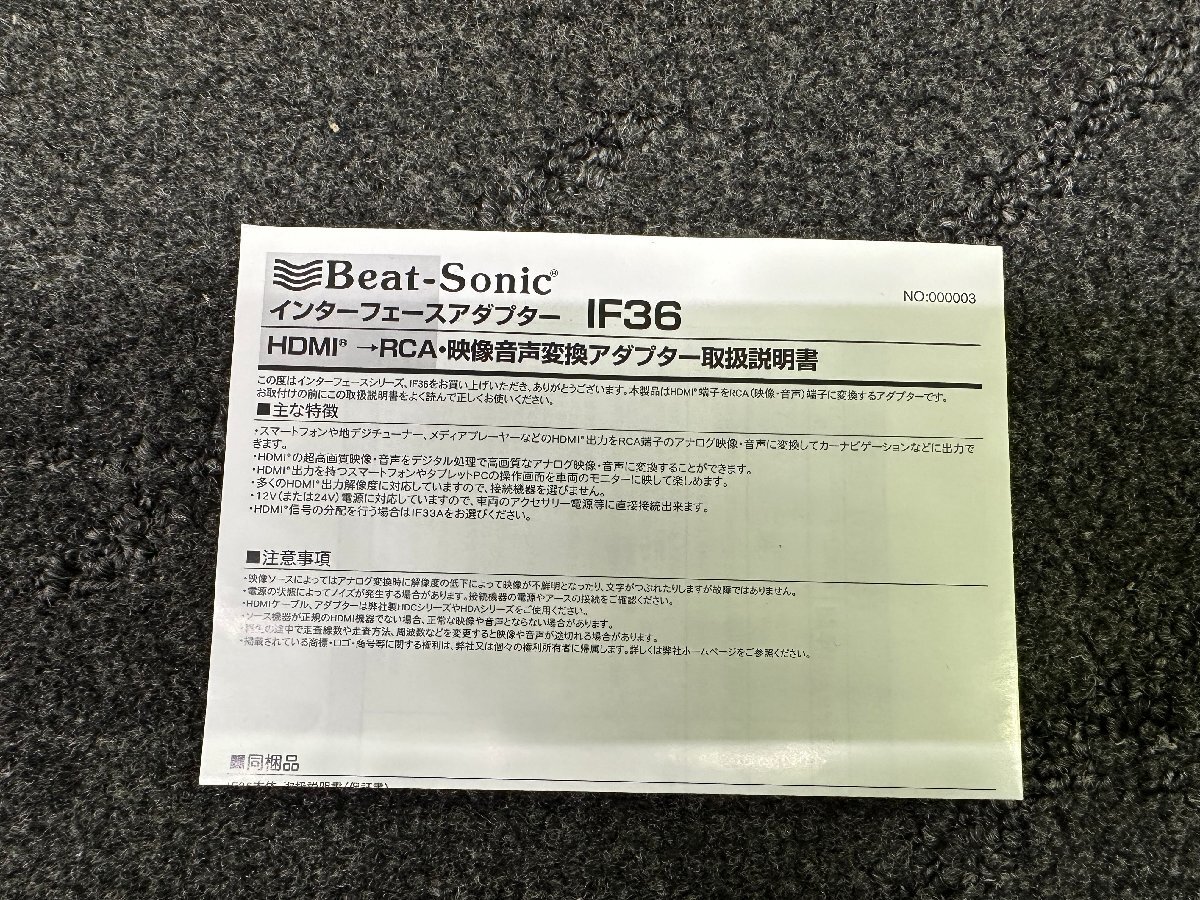 Beat-Sonic®
NO:000003
インターフェースアダプター IF36
HDMI® →RCA・映像音声変換アダプター取扱説明書
この度はインターフェースシリーズ、IF36をお買い上げいただき、ありがとうございます。本製品はHDMI®端子をRCA(映像・音声)端子に変換するアダプターです。
お取付けの前にこの取扱説明書をよく読んで正しくお使いください。
■主な特徴
・スマートフォンや地デジチューナー、メディアプレーヤーなどのHDMI®出力をRCA端子のアナログ映像・音声に変換してカーナビゲーションなどに出力で
きます。
・HDMI®の超高画質映像・音声をデジタル処理で高画質なアナログ映像・音声に変換することができます。
・HDMI®出力を持つスマートフォンやタブレットPCの操作画面を車両のモニターに映して楽しめます。
・多くのHDMI®出力解像度に対応していますので、接続機器を選びません。
・12V(または24V)電源に対応していますので、車両のアクセサリー電源等に直接接続出来ます。
・HDMI®信号の分配を行う場合はIF33Aをお選びください。
■注意事項
・映像ソースによってはアナログ変換時に解像度の低下によって映像が不鮮明となったり、文字がつぶれたりしますが故障ではありません。
・電源の状態によってノイズが発生する場合があります。接続機器の電源やアースの接続をご確認ください。
・HDMIケーブル、アダプターは弊社製HDCシリーズやHDAシリーズをご使用ください。
・ソース機器が正規のHDMI機器でない場合、正常な映像や音声とならない場合があります。
・再生の途中で走査線数や走査方法、周波数などを変更すると映像や音声が途切れる場合があります。
・掲載されている商標・ロゴ・商号等に関する権利は、弊社又は個々の権利所有者に帰属します。詳しくは弊社ホームページをご参照ください。
■同梱品
IF36本体、取扱説明書(保証書)